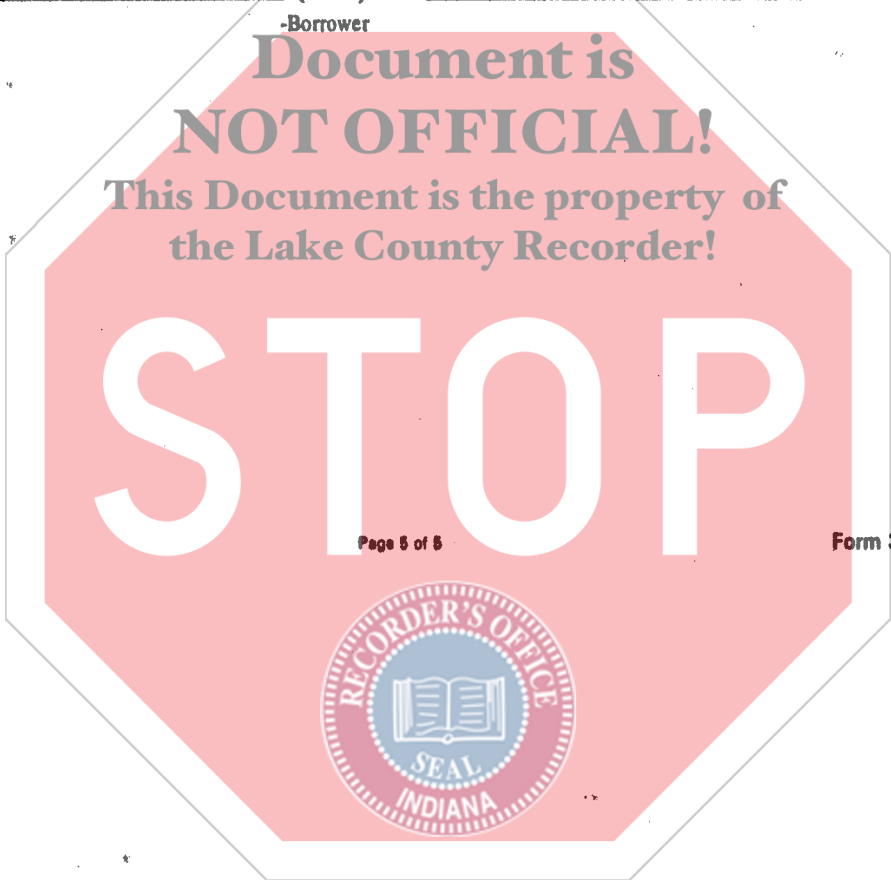 -Borrower
Document is
NOT OFFICIAL!
This Document is the property of
the Lake County Recorder!
STOP
Page 5 of 5
Form
RECORDER'S OFFICE
SEAL
INDIANA